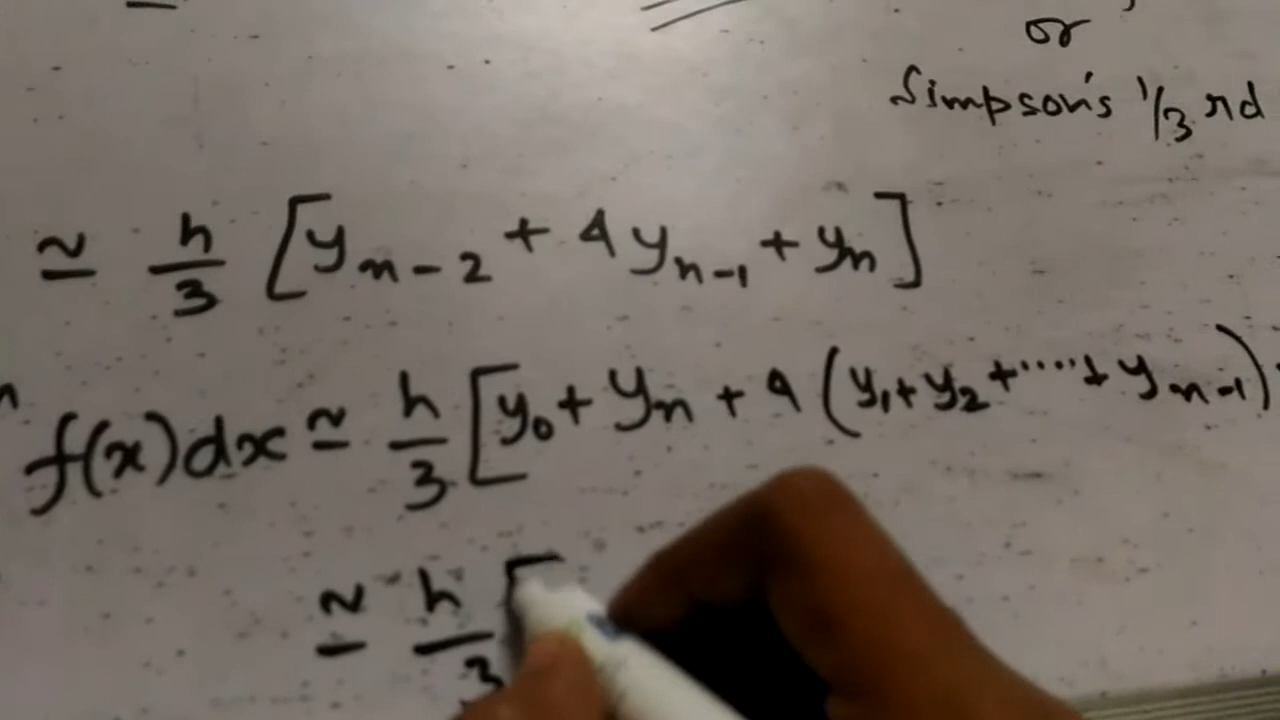 or
Simpson's 1/3 rd
≃ h/3 [y_{n-2} + 4y_{n-1} + y_n]
f(x)dx ≃ h/3 [y_0 + y_n + 4(y_1 + y_2 + ..... + y_{n-1})
≃ h/3 [